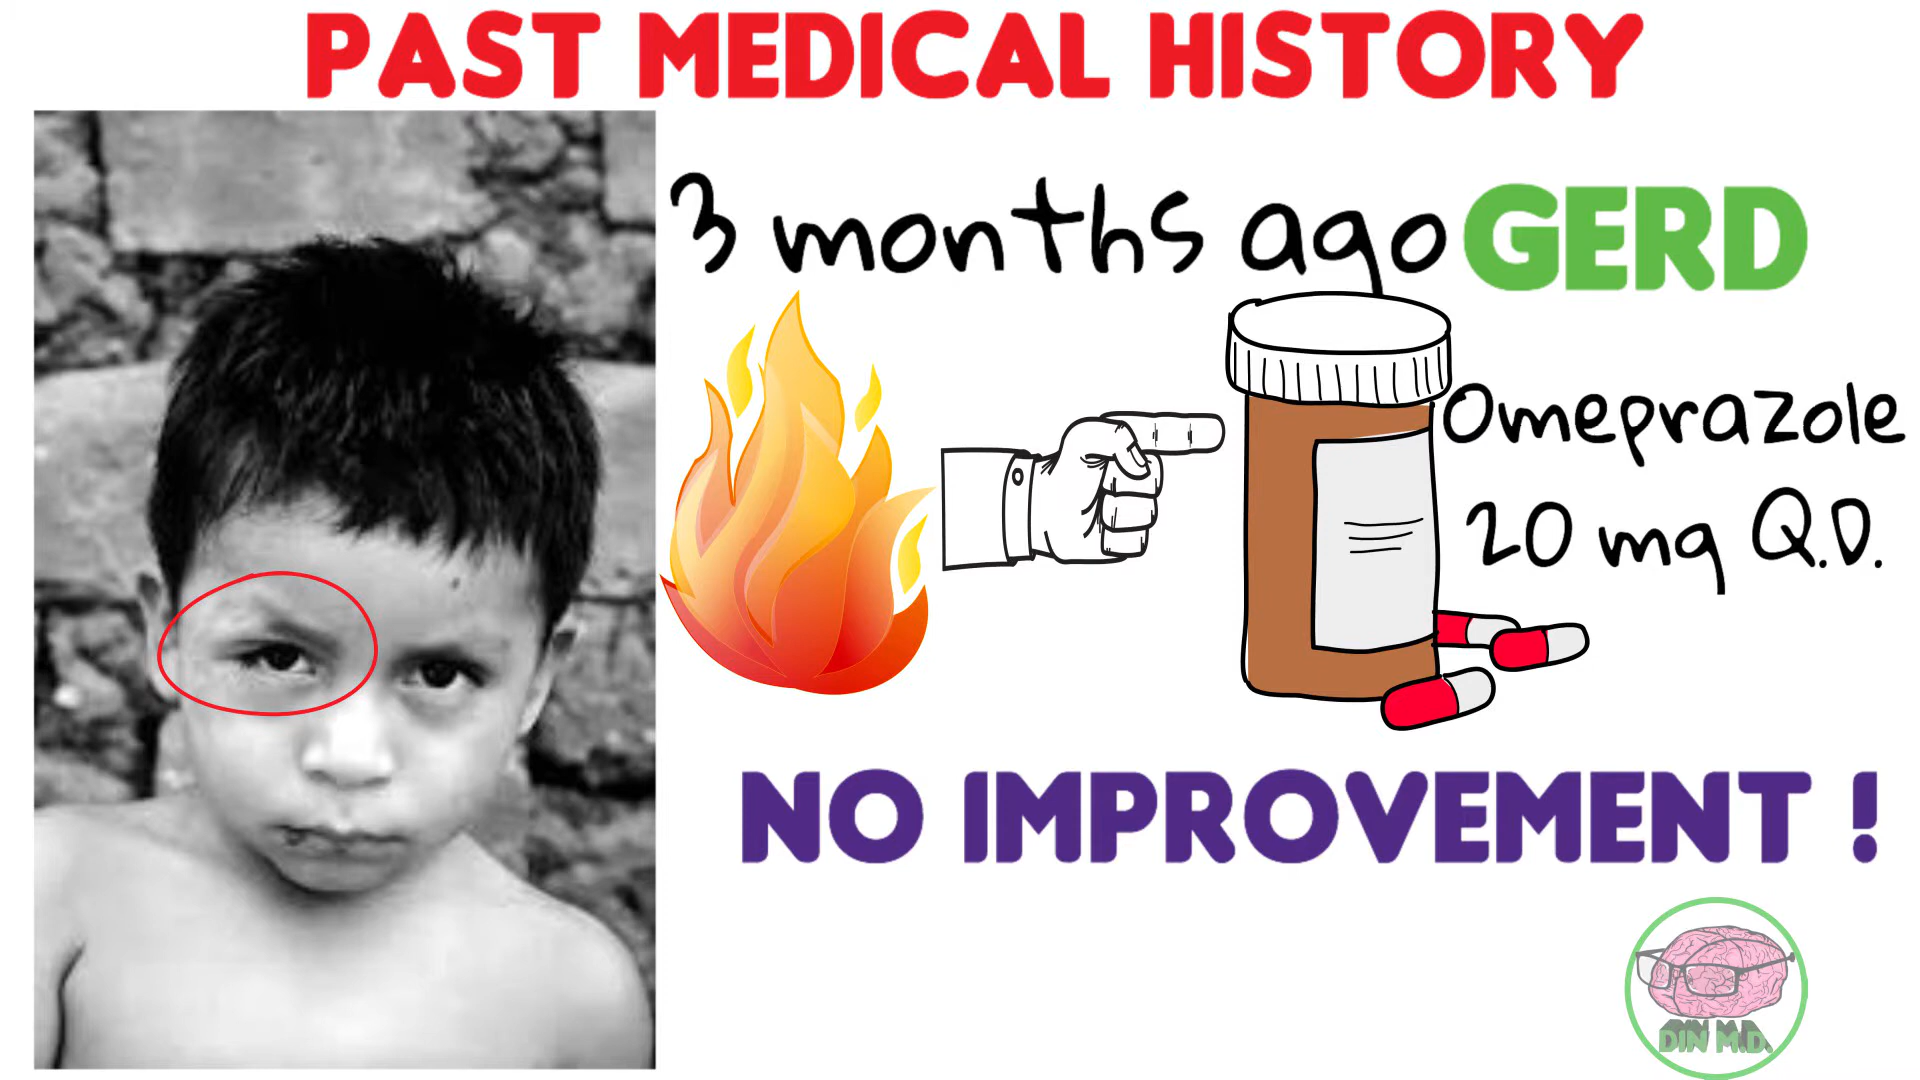 PAST MEDICAL HISTORY
3 months ago GERD
Omeprazole
20 mg Q.D.
NO IMPROVEMENT !
DIN M.D.